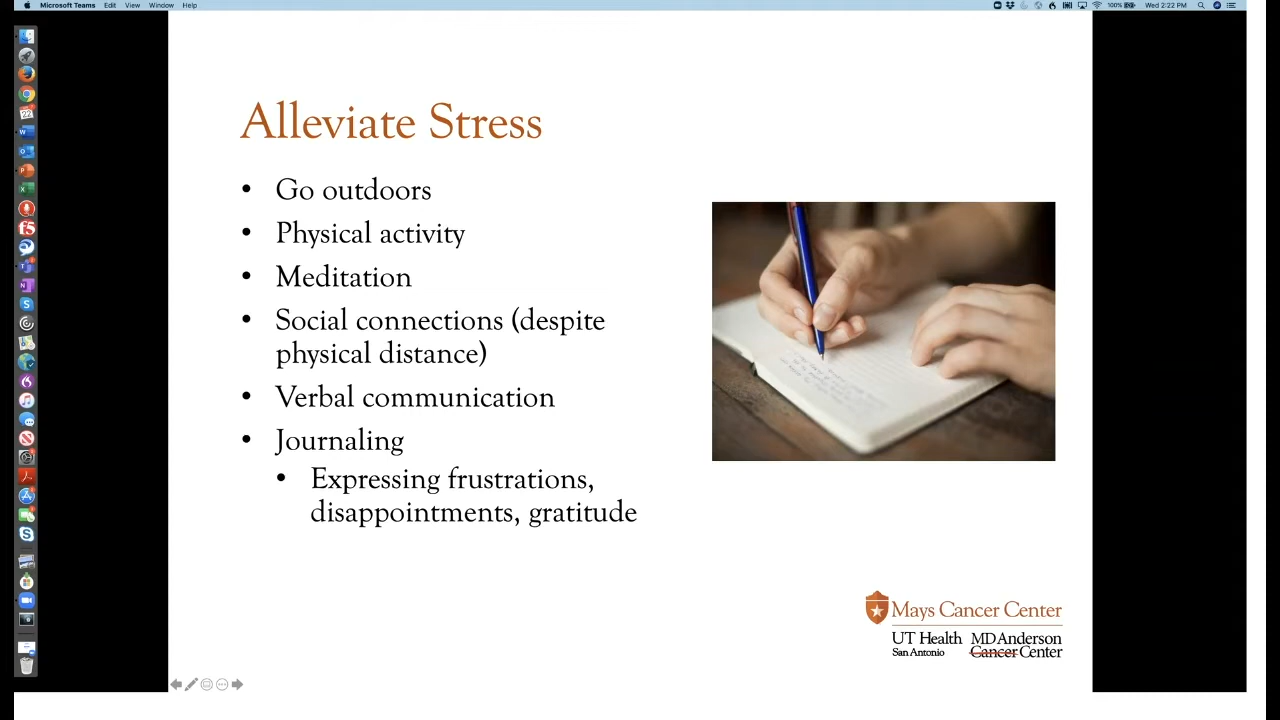 Microsoft Teams Edit View Window Help
100% Wed 2:22 PM
Alleviate Stress
• Go outdoors
• Physical activity
• Meditation
• Social connections (despite
physical distance)
• Verbal communication
• Journaling
• Expressing frustrations,
disappointments, gratitude
Mays Cancer Center
UT Health MD Anderson
San Antonio Cancer Center